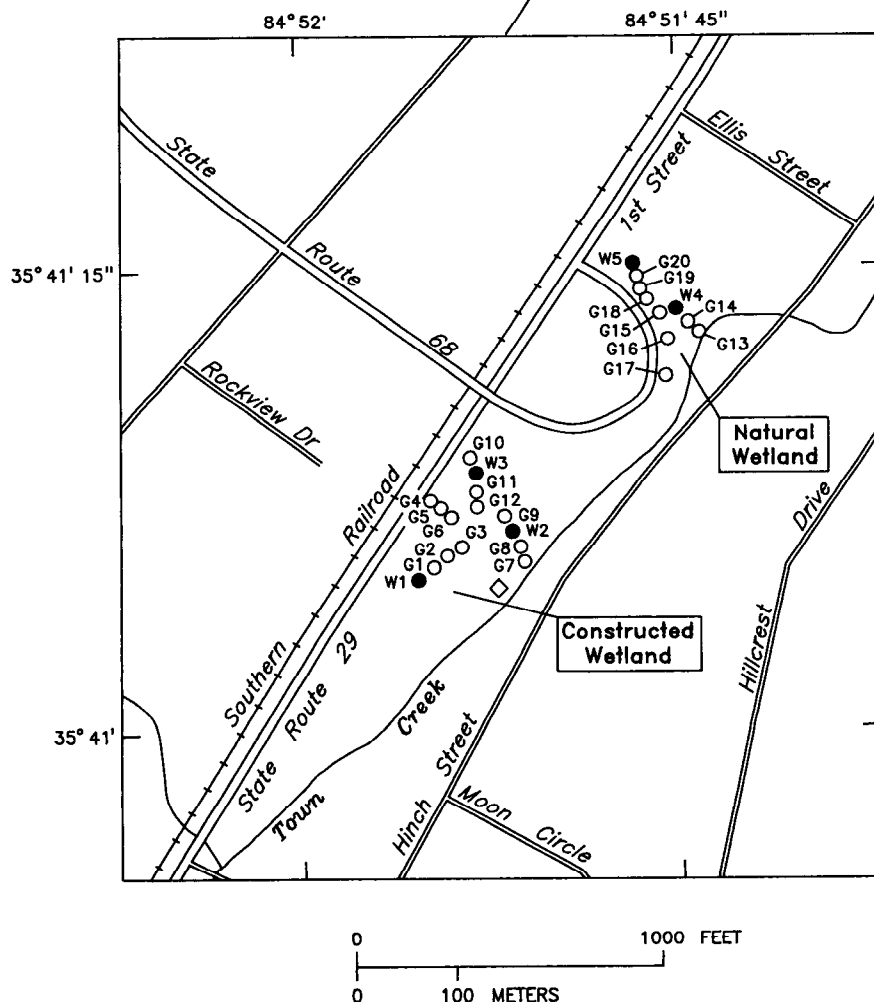 84°52'
84°51'45"
Ellis Street
State Route 68
1st Street
35°41'15"
W5
G20
G19
W4
G18
G14
G15
G13
G16
G17
Rockview Dr
Natural
Wetland
G10
W3
Railroad
G11
G4
G12
G5
G9
G6
G3
W2
Drive
G2
G8
G1
G7
W1
Constructed
Wetland
Southern
State Route 29
Creek
Hillcrest
35°41'
Street
Town
Hinch
Moon Circle
0 1000 FEET
0 100 METERS